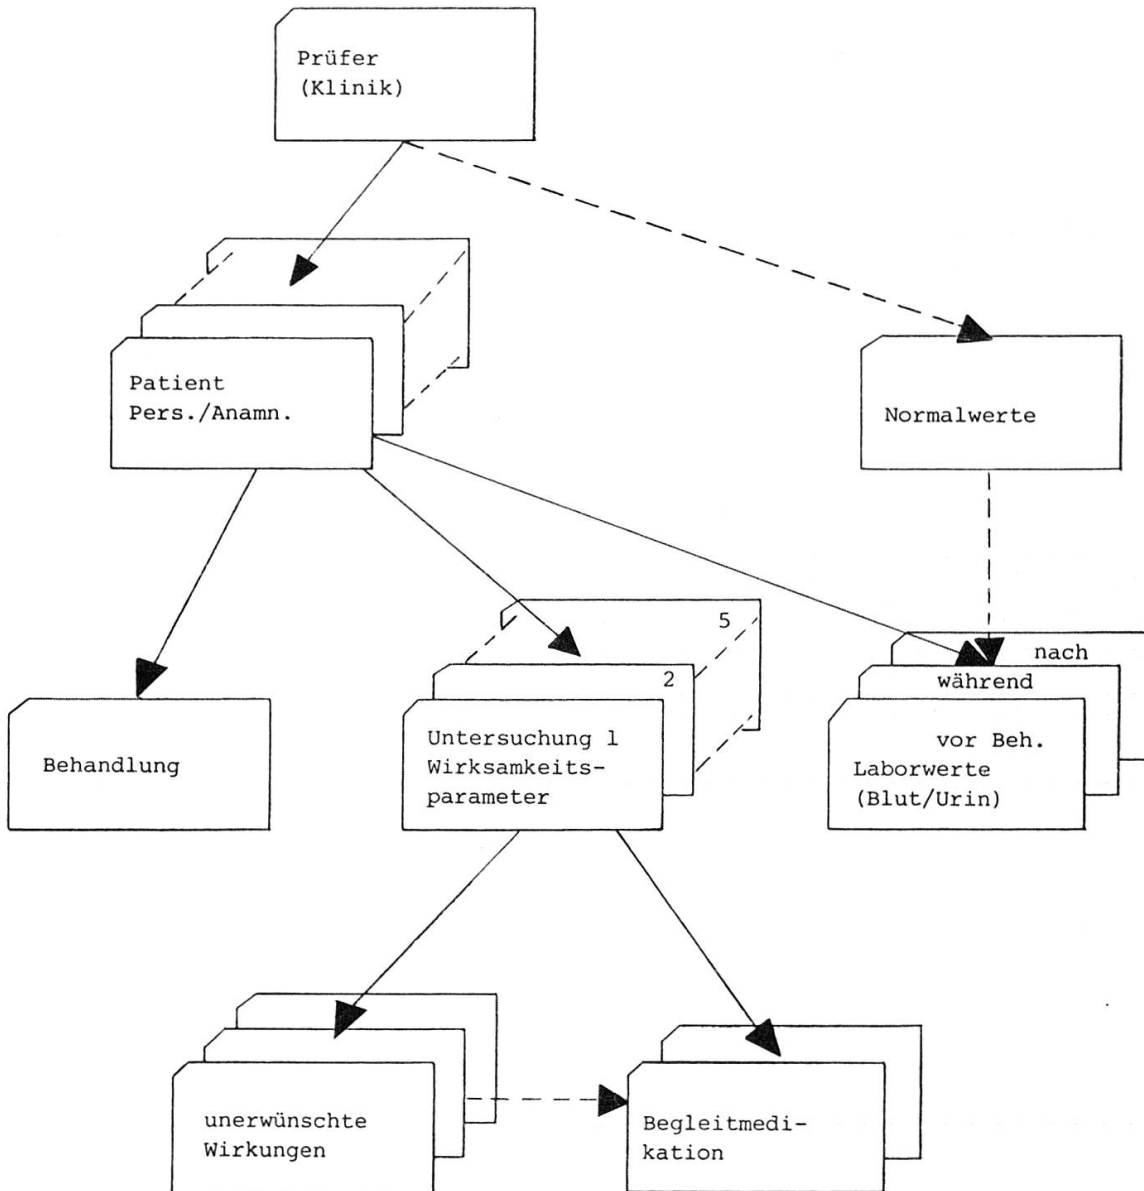 Prüfer
(Klinik)
Patient
Pers./Anamn.
Normalwerte
Behandlung
5
2
Untersuchung 1
Wirksamkeits-
parameter
nach
während
vor Beh.
Laborwerte
(Blut/Urin)
unerwünschte
Wirkungen
Begleitmedi-
kation